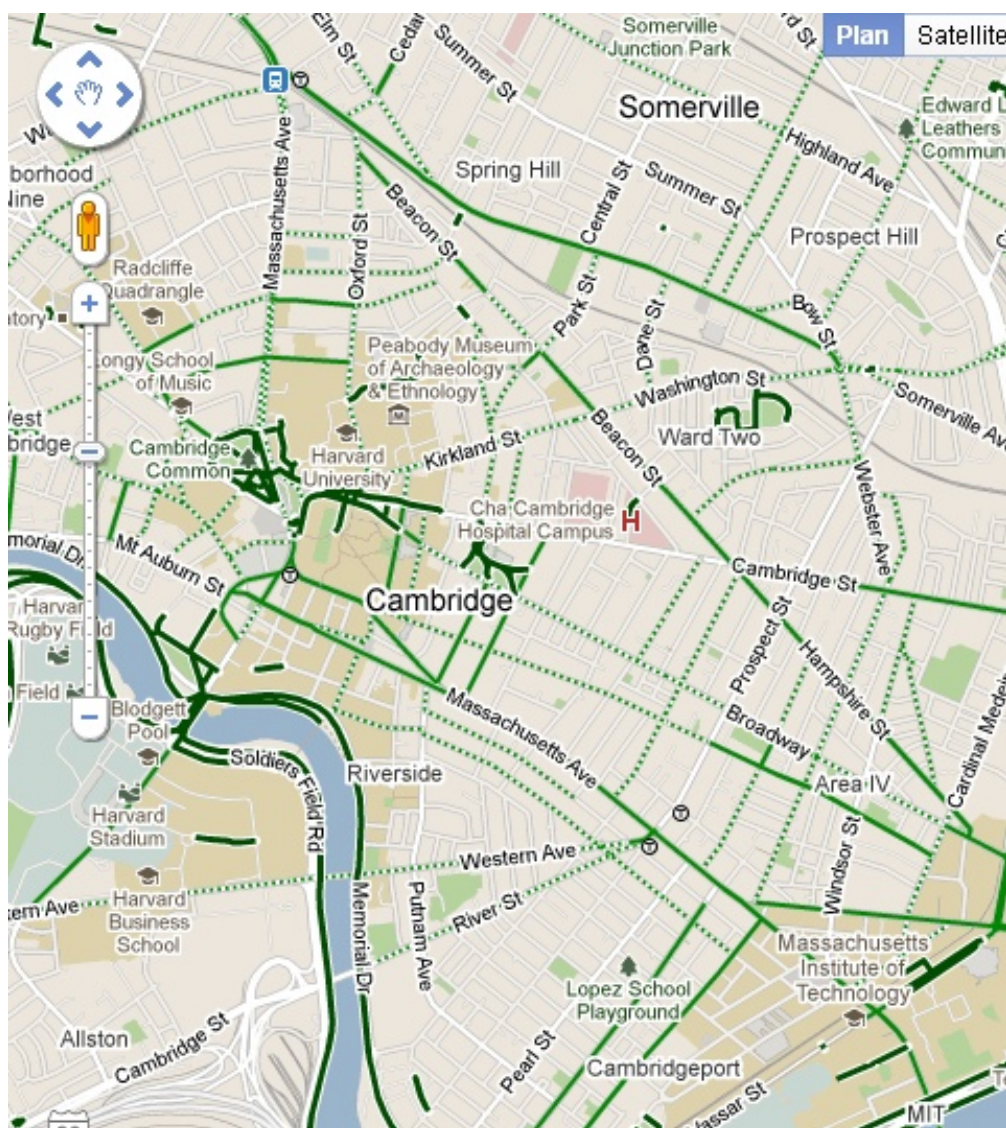 Plan
Satellite
Elm St
Cedar
Summer St
Somerville
Junction Park
Somerville
Edward L
Leathers
Commun
Highland Ave
Summer St
Spring Hill
Central St
Prospect Hill
borhood
Nine
Massachusetts Ave
Oxford St
Beacon St
Radcliffe
Quadrangle
atory
Park St
Dane St
Bow St
Longy School
of Music
Peabody Museum
of Archaeology
& Ethnology
Washington St
Somerville Ave
West
bridge
Cambridge
Common
Harvard
University
Kirkland St
Beacon St
Ward Two
Webster Ave
Cha Cambridge
Hospital Campus
H
morial Dr
Mt Auburn St
Cambridge
Cambridge St
Harvar
Rugby Field
Prospect St
Hampshire St
n Field
Blodgett
Pool
Massachusetts Ave
Broadway
Cardinal Medeir
Soldiers Field Rd
Riverside
Area IV
Harvard
Stadium
Windsor St
Western Ave
tern Ave
Harvard
Business
School
Memorial Dr
Putnam Ave
River St
Massachusetts
Institute of
Technology
Lopez School
Playground
Allston
Cambridge St
Pearl St
Cambridgeport
Vassar St
MIT